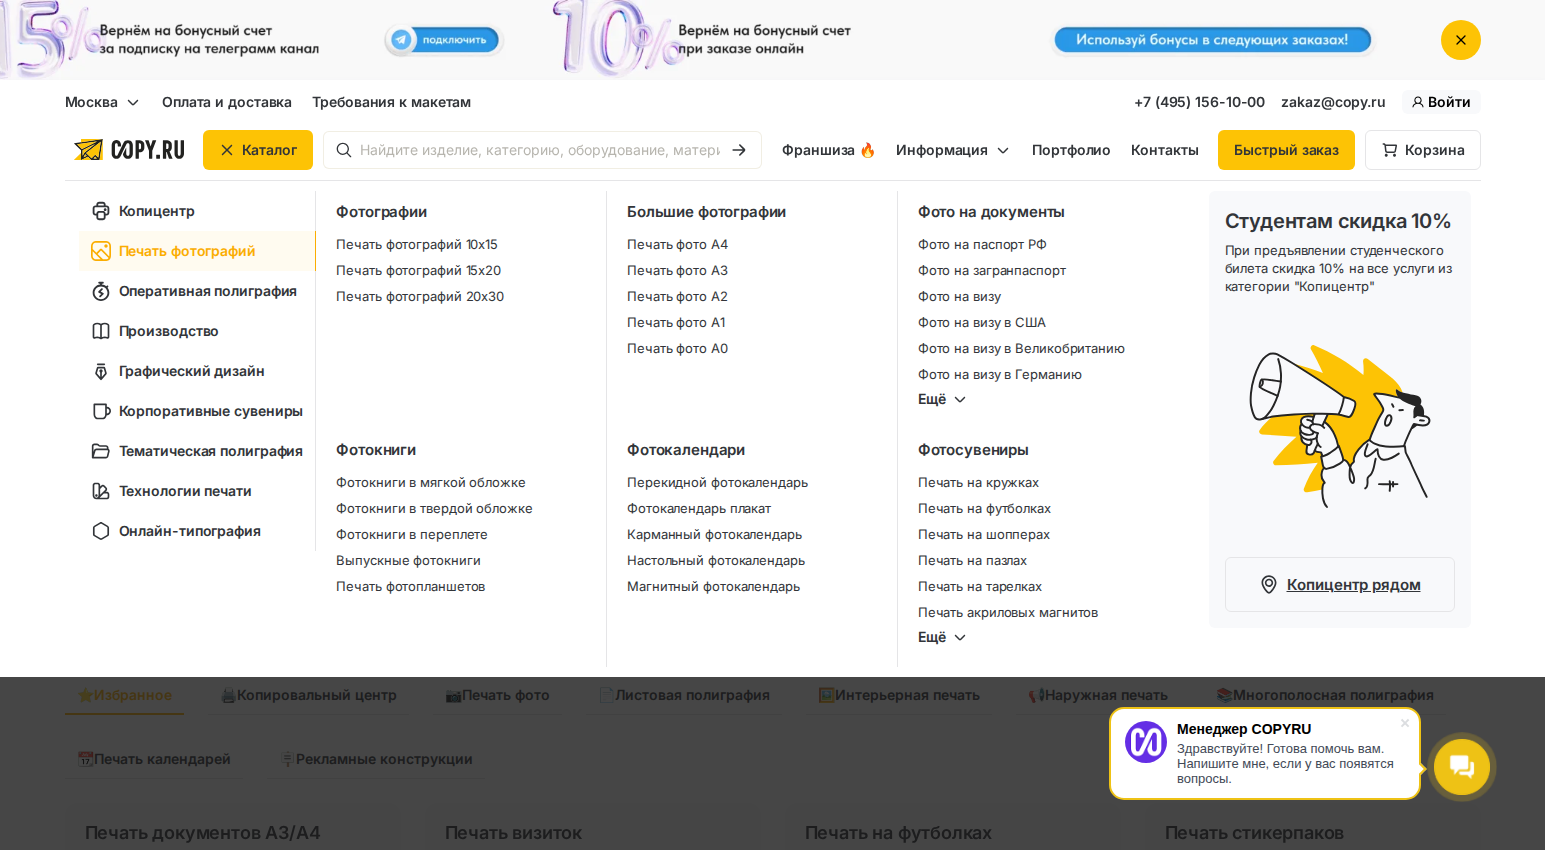 15%
Вернём на бонусный счет
за подписку на телеграмм канал
подключить
10%
Вернём на бонусный счет
при заказе онлайн
Используй бонусы в следующих заказах!
Москва
Оплата и доставка
Требования к макетам
+7 (495) 156-10-00
zakaz@copy.ru
Войти
COPY.RU
Каталог
Найдите изделие, категорию, оборудование, матери
Франшиза 🔥
Информация
Портфолио
Контакты
Быстрый заказ
Корзина
Копицентр
Печать фотографий
Оперативная полиграфия
Производство
Графический дизайн
Корпоративные сувениры
Тематическая полиграфия
Технологии печати
Онлайн-типография
Фотографии
Печать фотографий 10х15
Печать фотографий 15х20
Печать фотографий 20х30
Большие фотографии
Печать фото А4
Печать фото А3
Печать фото А2
Печать фото А1
Печать фото А0
Фото на документы
Фото на паспорт РФ
Фото на загранпаспорт
Фото на визу
Фото на визу в США
Фото на визу в Великобританию
Фото на визу в Германию
Ещё
Фотокниги
Фотокниги в мягкой обложке
Фотокниги в твердой обложке
Фотокниги в переплете
Выпускные фотокниги
Печать фотопланшетов
Фотокалендари
Перекидной фотокалендарь
Фотокалендарь плакат
Карманный фотокалендарь
Настольный фотокалендарь
Магнитный фотокалендарь
Фотосувениры
Печать на кружках
Печать на футболках
Печать на шопперах
Печать на пазлах
Печать на тарелках
Печать акриловых магнитов
Ещё
Студентам скидка 10%
При предъявлении студенческого
билета скидка 10% на все услуги из
категории "Копицентр"
Копицентр рядом
⭐Избранное
🖨️Копировальный центр
📷Печать фото
📄Листовая полиграфия
🖼️Интерьерная печать
📢Наружная печать
📚Многополосная полиграфия
📆Печать календарей
🪧Рекламные конструкции
Менеджер COPYRU
Здравствуйте! Готова помочь вам.
Напишите мне, если у вас появятся
вопросы.
Печать документов А3/А4
Печать визиток
Печать на футболках
Печать стикерпаков